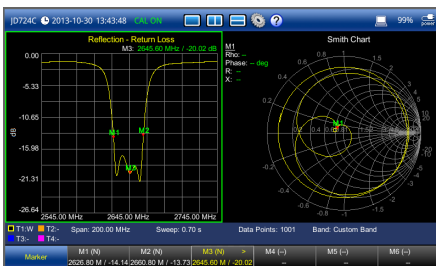 JD724C 2013-10-30 13:43:48 CAL ON 99% power
Reflection - Return Loss
M3: 2645.60 MHz / -20.02 dB
0.00
-5.33
-10.65
-15.98
-21.31
-26.64
dB
M1
M2
M3
2545.00 MHz 2645.00 MHz 2745.00 MHz
Smith Chart
M1
Rho: --
Phase: -- deg
R: --
X: --
M1
T1:W T2:- Span: 200.00 MHz Sweep: 0.70 s Data Points: 1001 Band: Custom Band
T3:- T4:-
Marker
M1 (N) M2 (N) M3 (N) > M4 (--) M5 (--) M6 (--)
2626.80 M / -14.14 2660.80 M / -13.73 2645.60 M / -20.02 -- -- --